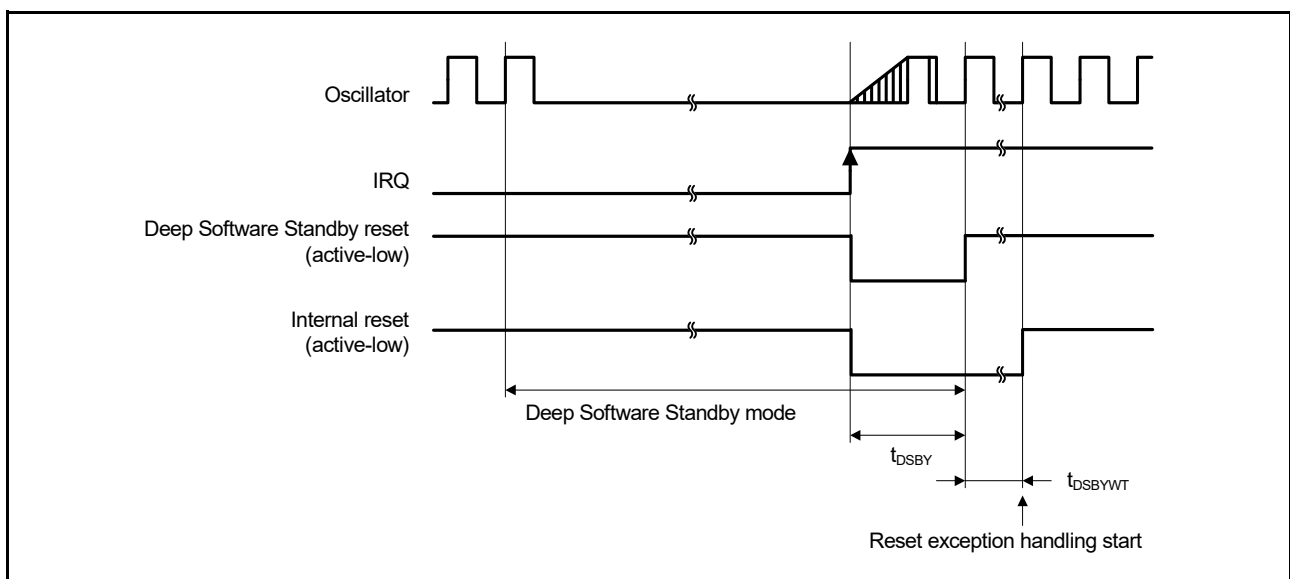 Oscillator
IRQ
Deep Software Standby reset
(active-low)
Internal reset
(active-low)
Deep Software Standby mode
tDSBY
tDSBYWT
Reset exception handling start